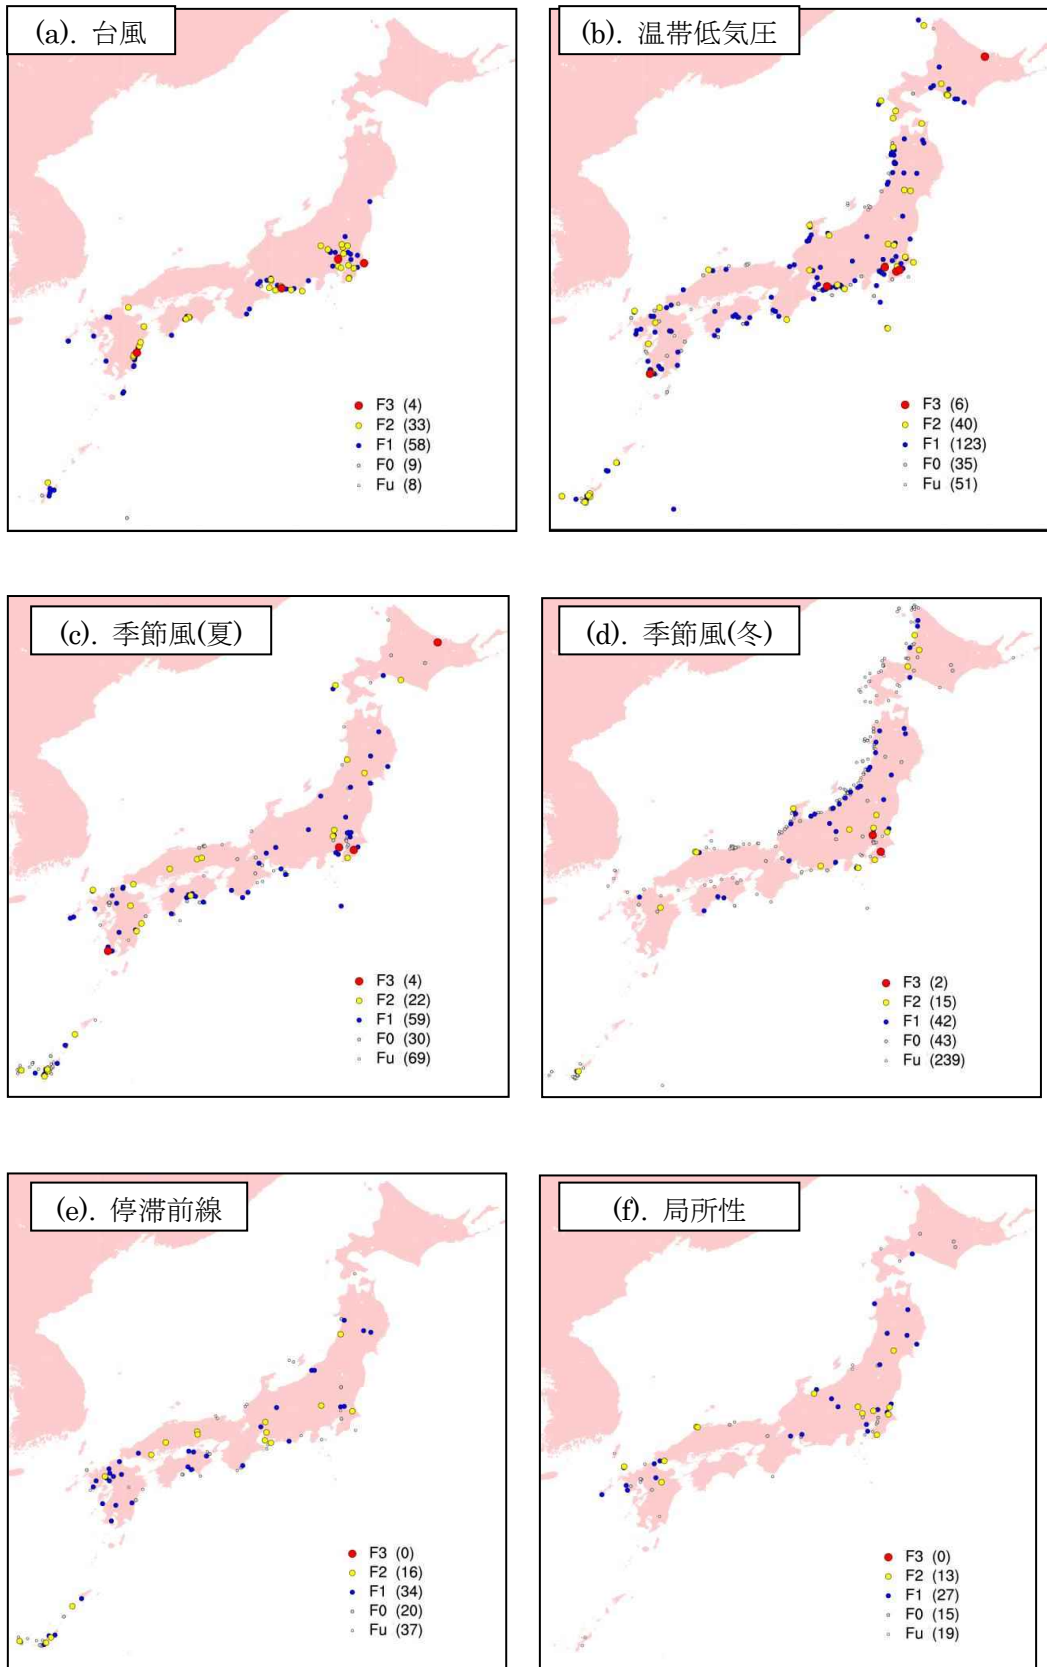 (a). 台風
F3 (4)
F2 (33)
F1 (58)
F0 (9)
Fu (8)
(b). 温帯低気圧
F3 (6)
F2 (40)
F1 (123)
F0 (35)
Fu (51)
(c). 季節風(夏)
F3 (4)
F2 (22)
F1 (59)
F0 (30)
Fu (69)
(d). 季節風(冬)
F3 (2)
F2 (15)
F1 (42)
F0 (43)
Fu (239)
(e). 停滞前線
F3 (0)
F2 (16)
F1 (34)
F0 (20)
Fu (37)
(f). 局所性
F3 (0)
F2 (13)
F1 (27)
F0 (15)
Fu (19)